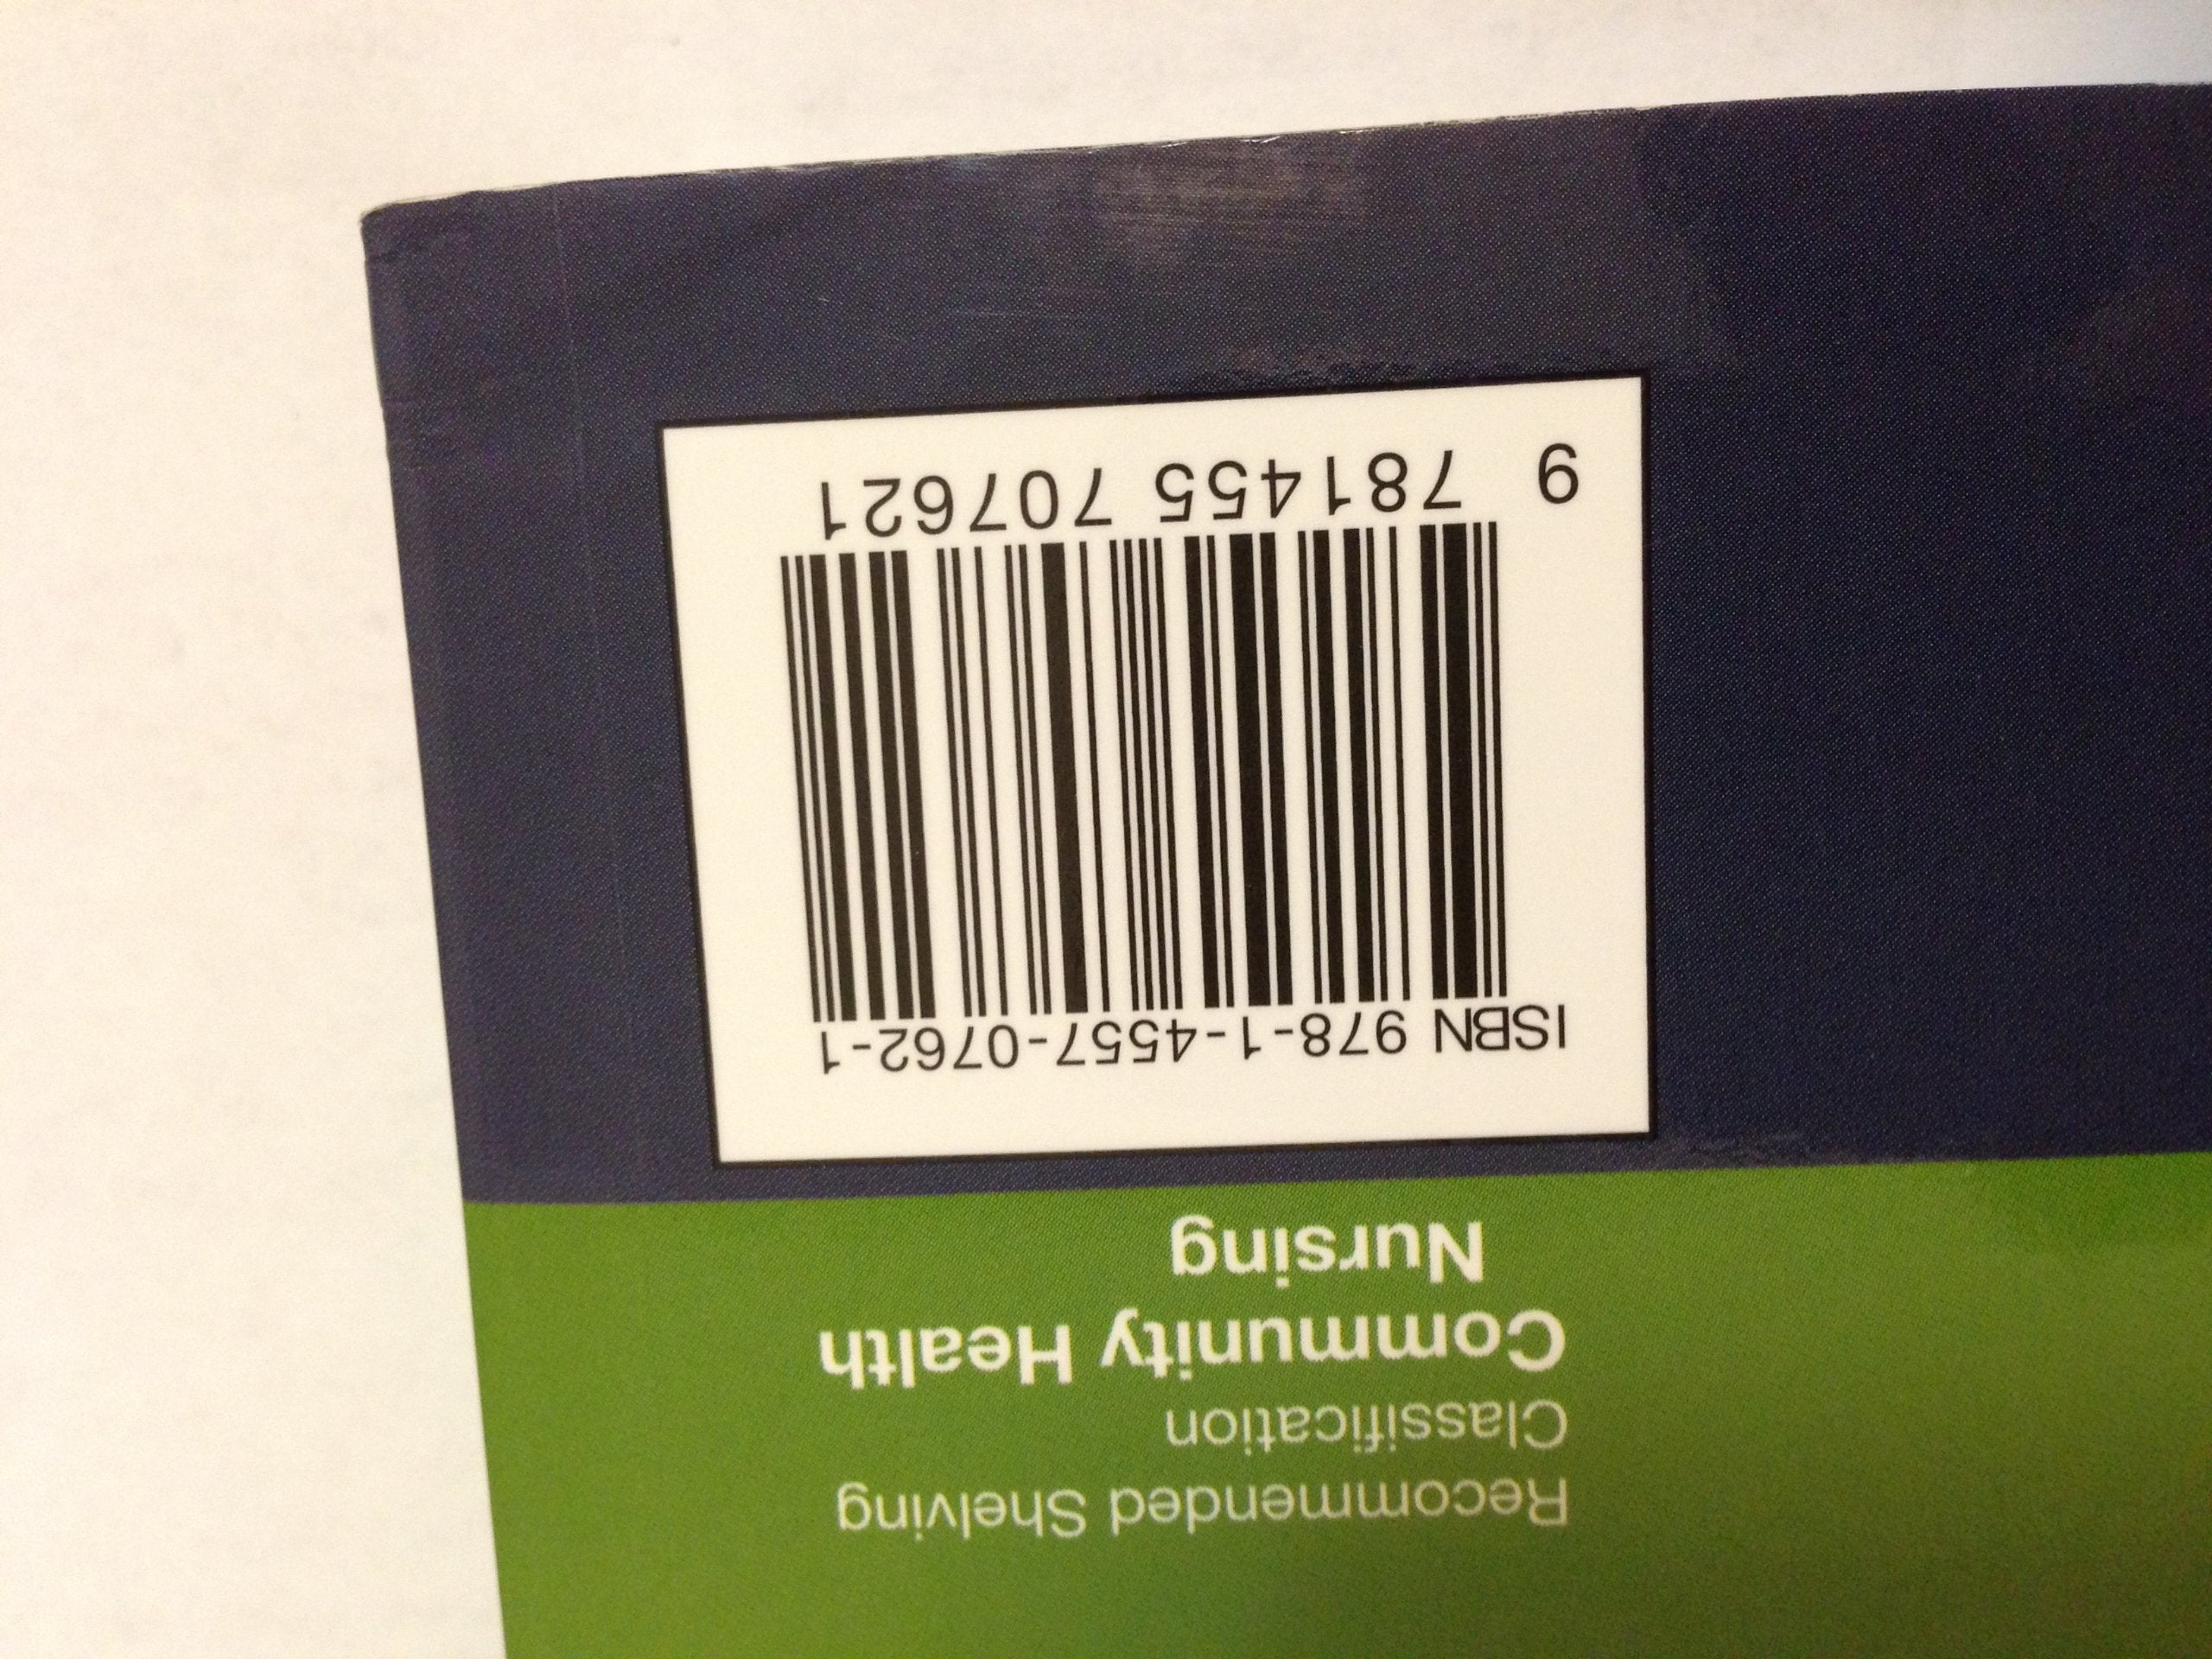 Recommended Shelving
Classification
Community Health
Nursing
ISBN 978-1-4557-0762-1
9 781455 707621